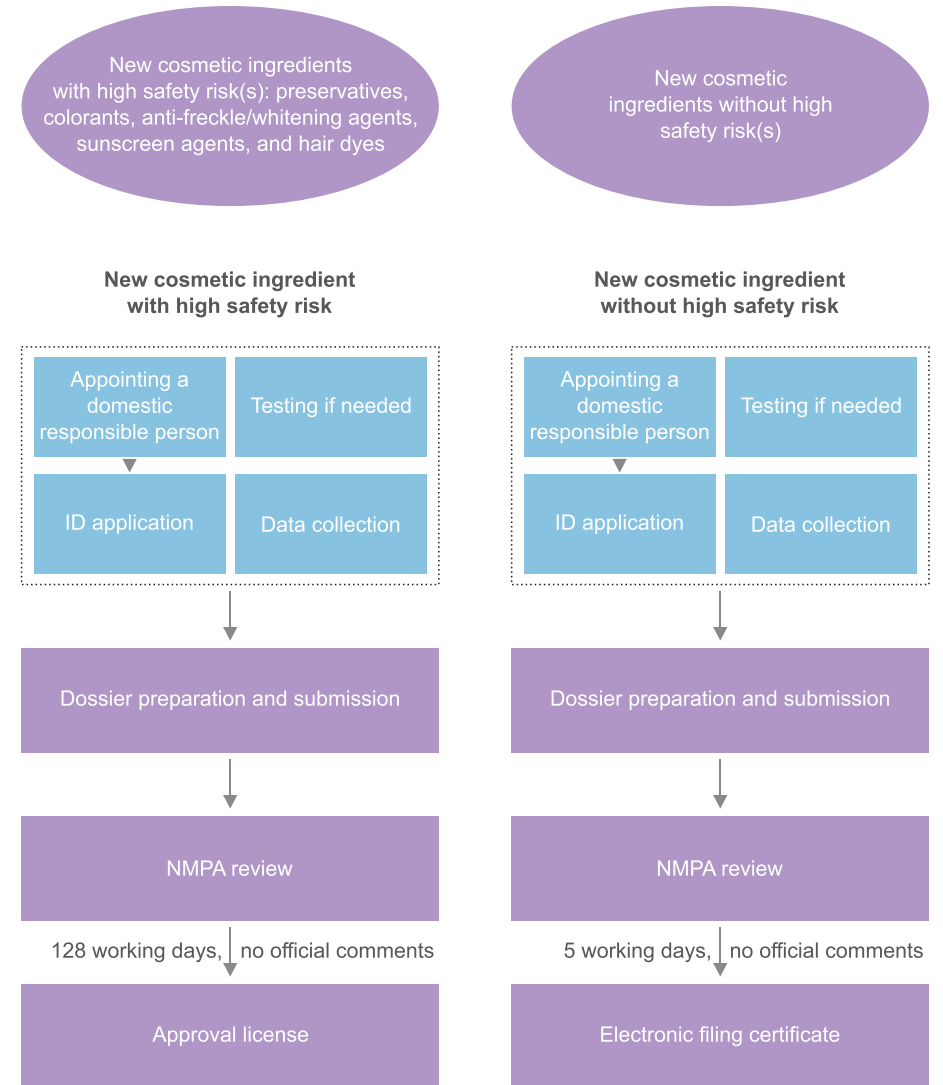 New cosmetic ingredients
with high safety risk(s): preservatives,
colorants, anti-freckle/whitening agents,
sunscreen agents, and hair dyes
New cosmetic
ingredients without high
safety risk(s)
New cosmetic ingredient
with high safety risk
New cosmetic ingredient
without high safety risk
Appointing a
domestic
responsible person
Testing if needed
ID application
Data collection
Appointing a
domestic
responsible person
Testing if needed
ID application
Data collection
Dossier preparation and submission
Dossier preparation and submission
NMPA review
NMPA review
128 working days, no official comments
5 working days, no official comments
Approval license
Electronic filing certificate